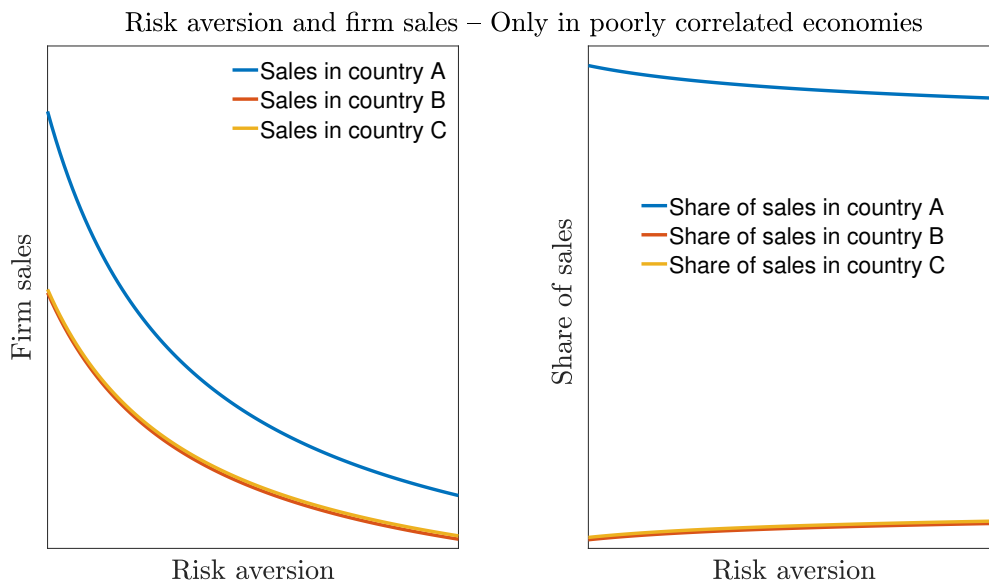 Risk aversion and firm sales – Only in poorly correlated economies
Sales in country A
Sales in country B
Sales in country C
Firm sales
Risk aversion
Share of sales in country A
Share of sales in country B
Share of sales in country C
Share of sales
Risk aversion